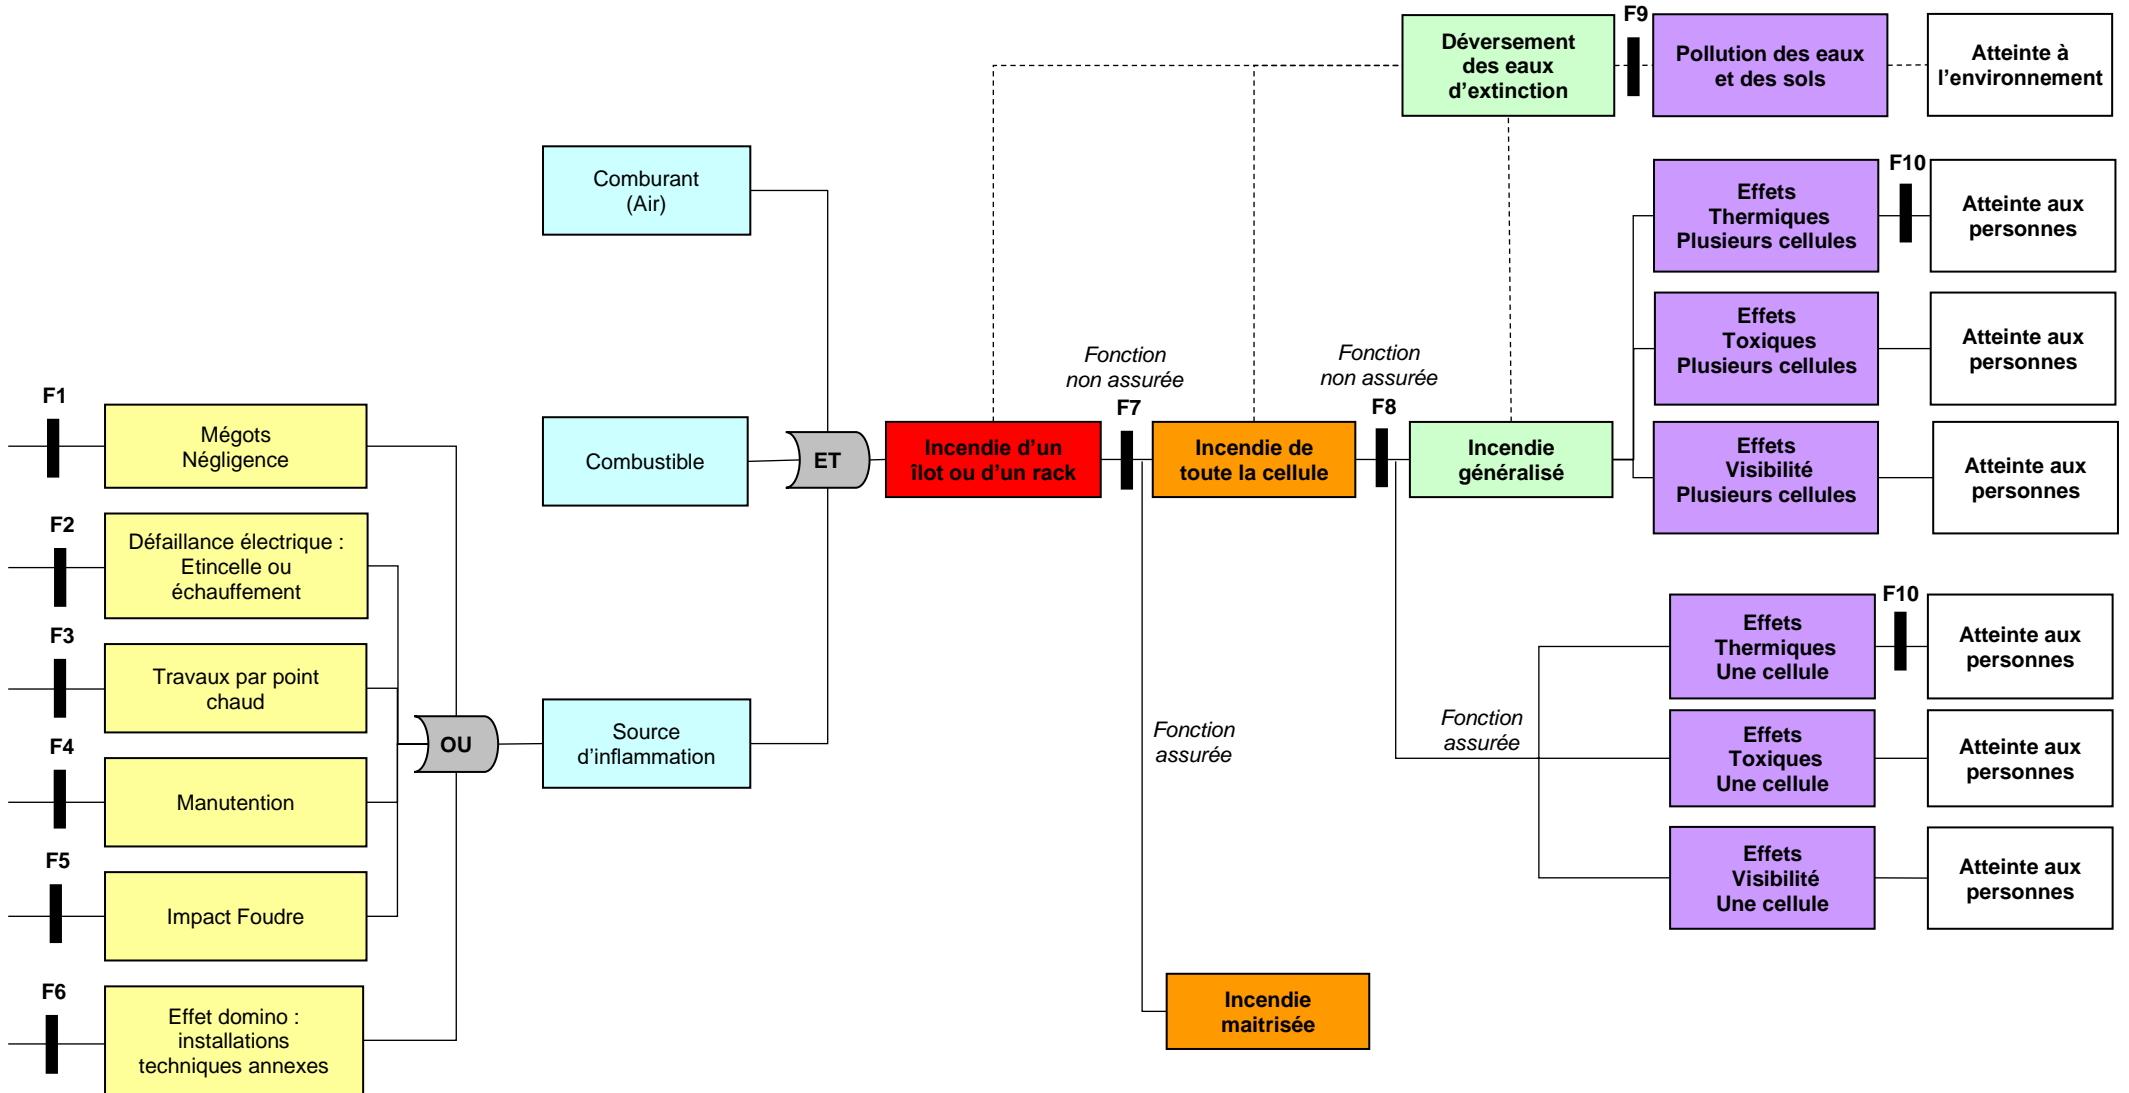 F9
Déversement
des eaux
d'extinction
Pollution des eaux
et des sols
Atteinte à
l'environnement
Comburant
(Air)
Effets
Thermiques
Plusieurs cellules
F10
Atteinte aux
personnes
Effets
Toxiques
Plusieurs cellules
Atteinte aux
personnes
Fonction
non assurée
Fonction
non assurée
F1
Mégots
Négligence
Combustible
ET
Incendie d'un
îlot ou d'un rack
F7
Incendie de
toute la cellule
F8
Incendie
généralisé
Effets
Visibilité
Plusieurs cellules
Atteinte aux
personnes
F2
Défaillance électrique :
Etincelle ou
échauffement
F3
Travaux par point
chaud
F10
Effets
Thermiques
Une cellule
Atteinte aux
personnes
OU
Source
d'inflammation
Fonction
assurée
Fonction
assurée
Effets
Toxiques
Une cellule
Atteinte aux
personnes
F4
Manutention
F5
Impact Foudre
Effets
Visibilité
Une cellule
Atteinte aux
personnes
F6
Effet domino :
installations
techniques annexes
Incendie
maitrisée